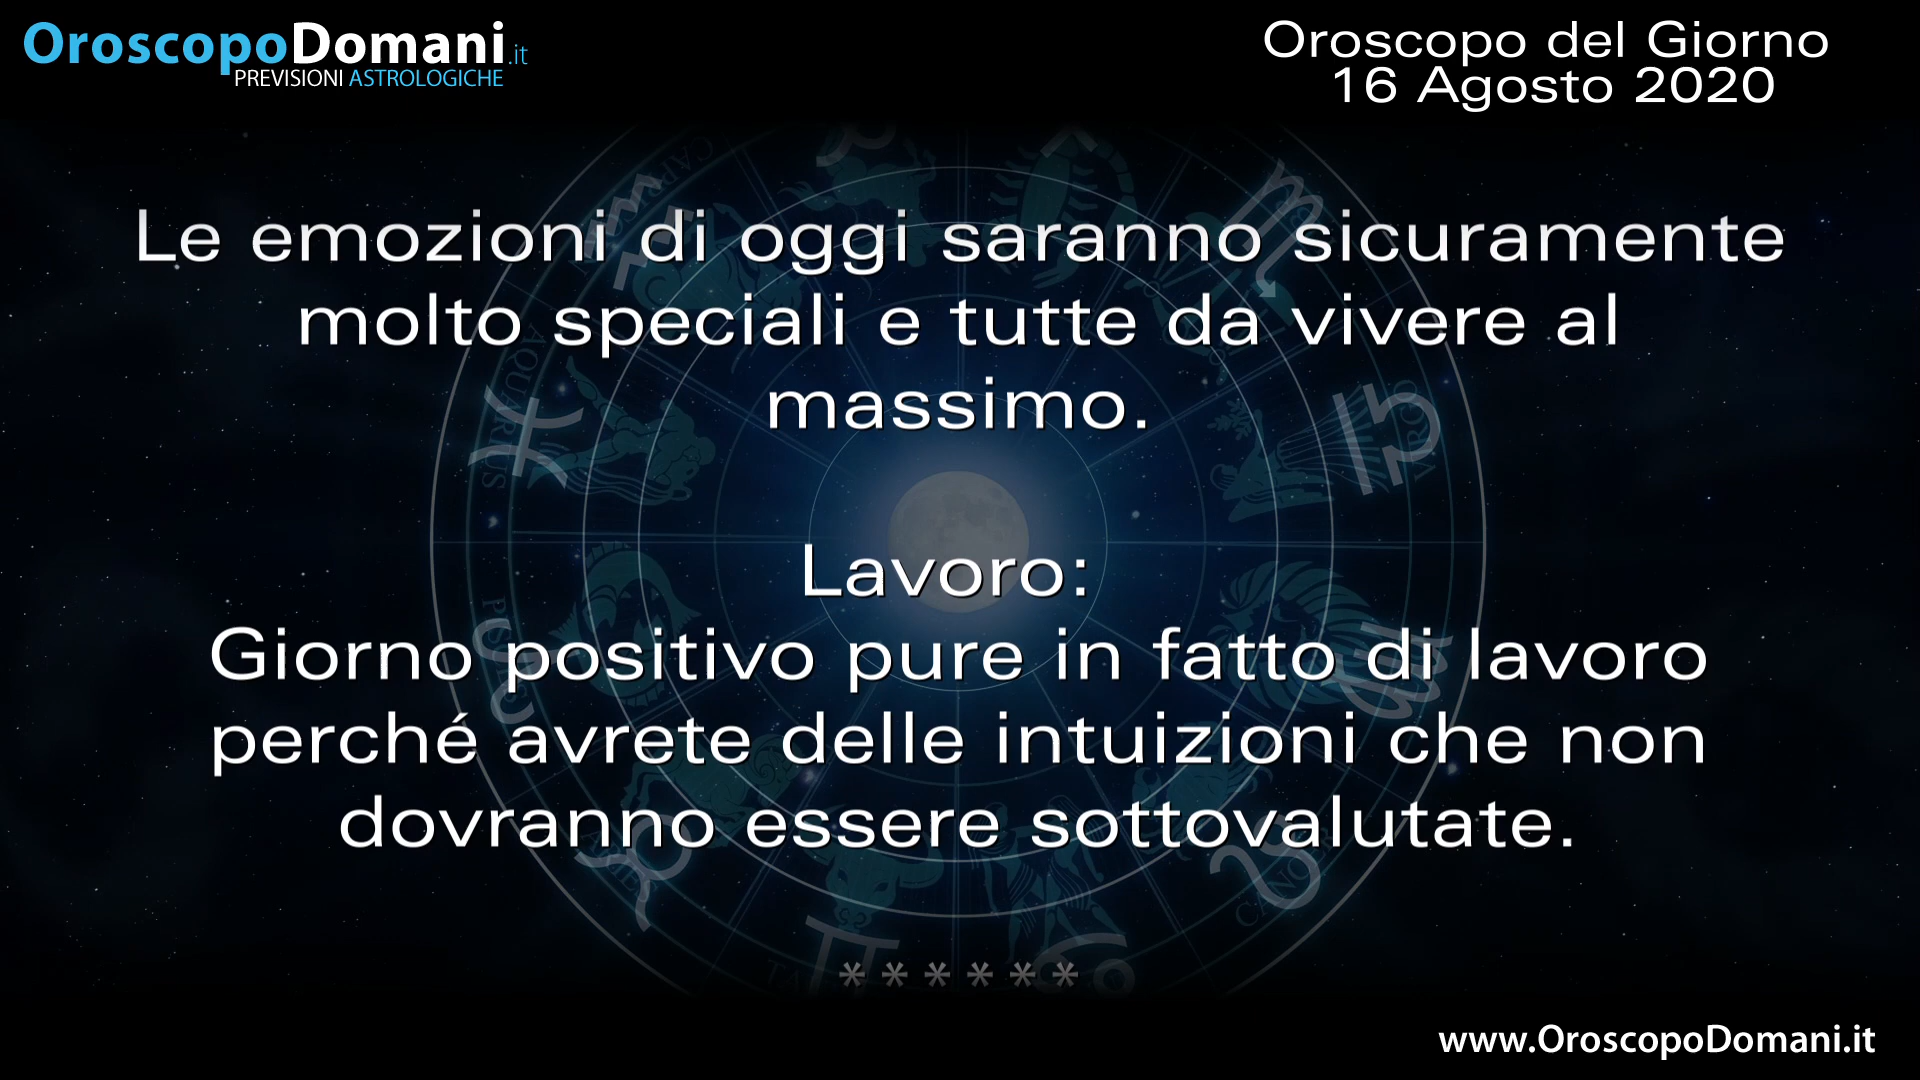 OroscopoDomani.it
PREVISIONI ASTROLOGICHE
Oroscopo del Giorno
16 Agosto 2020
Le emozioni di oggi saranno sicuramente
molto speciali e tutte da vivere al
massimo.
Lavoro:
Giorno positivo pure in fatto di lavoro
perché avrete delle intuizioni che non
dovranno essere sottovalutate.
* * * * * *
www.OroscopoDomani.it